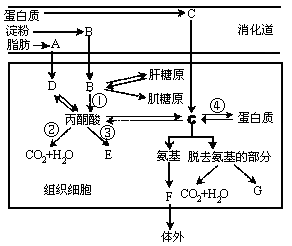 蛋白质 C
淀粉 B 消化道
脂肪 A
肝糖原
D B 肌糖原
① C ④
丙酮酸 蛋白质
② ③
氨基 脱去氨基的部分
CO2+H2O E
F CO2+H2O G
组织细胞
体外